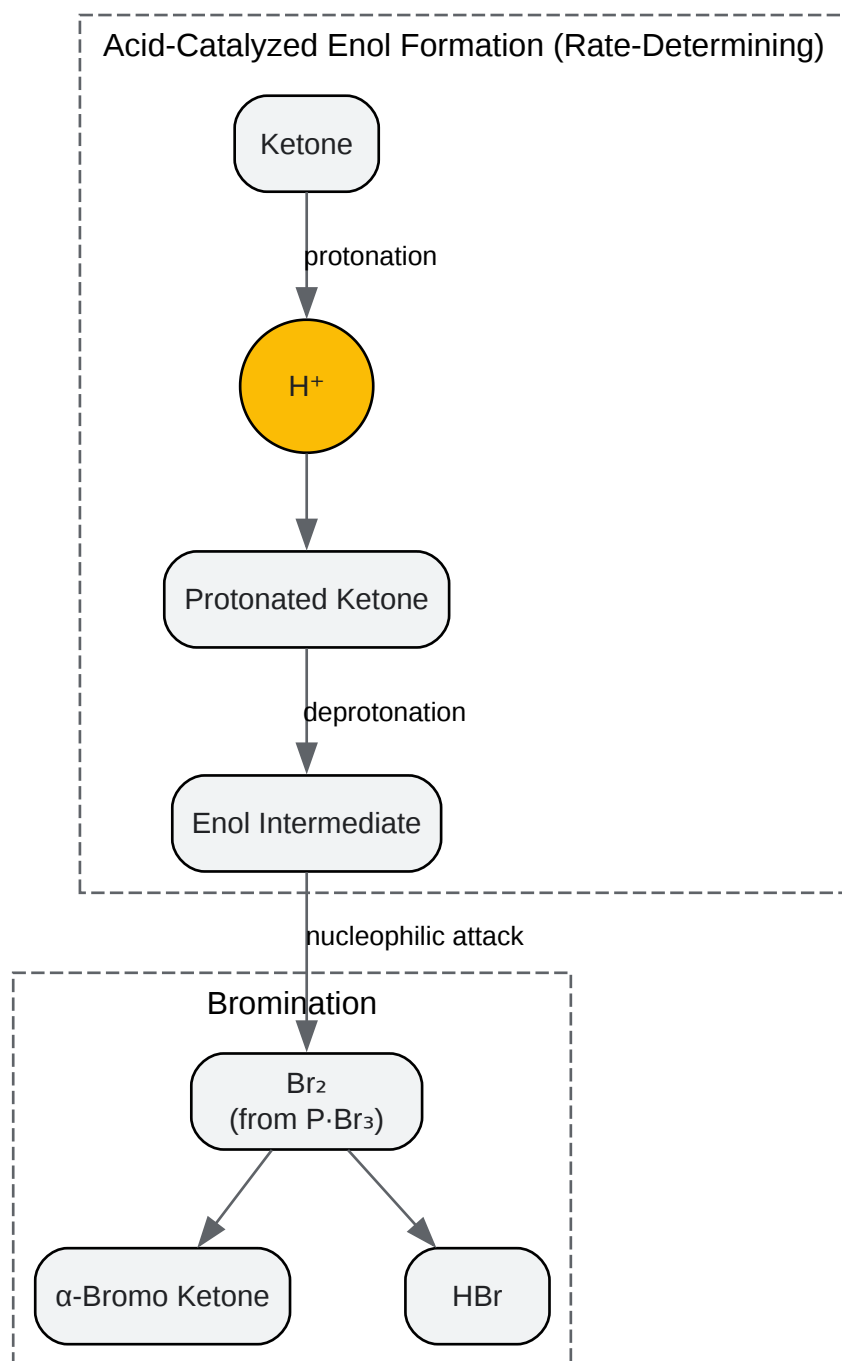 Acid-Catalyzed Enol Formation (Rate-Determining)
Ketone
protonation
H⁺
Protonated Ketone
deprotonation
Enol Intermediate
nucleophilic attack
Bromination
Br₂
(from P·Br₃)
α-Bromo Ketone
HBr